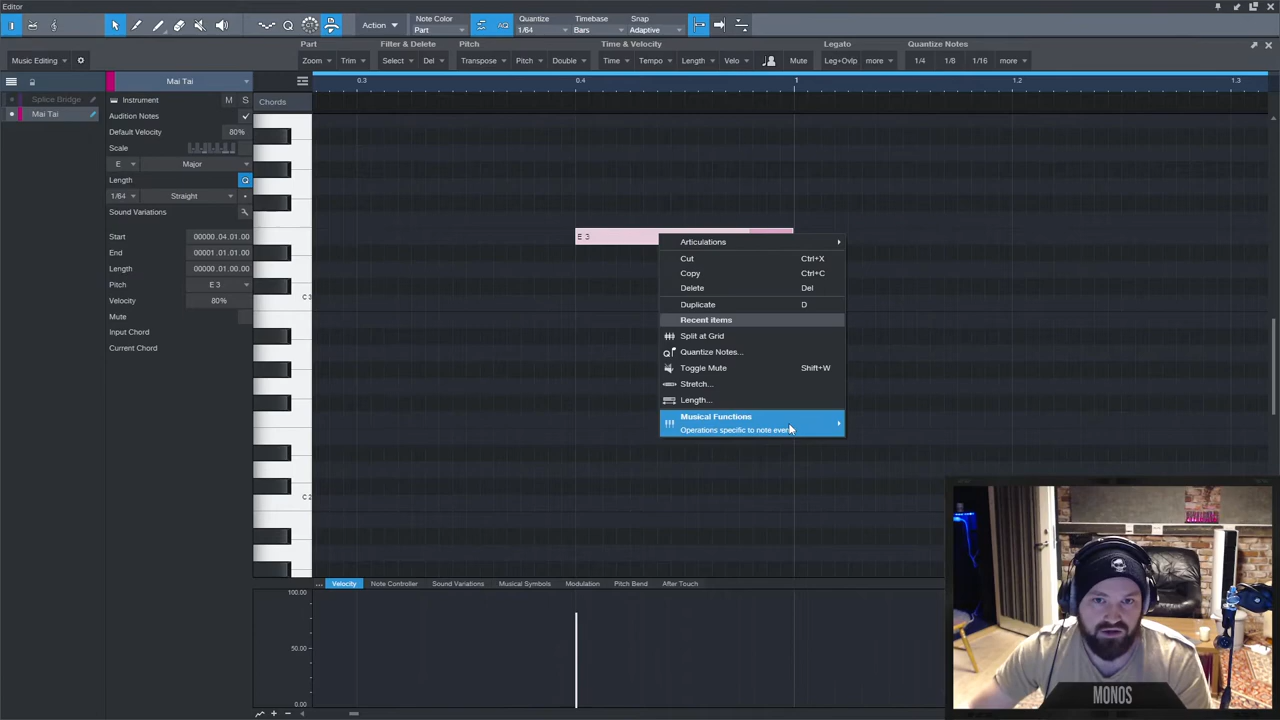 Editor
Action
Note Color
Part
AQ
Quantize
1/64
Timebase
Bars
Snap
Adaptive
Part
Filter & Delete
Pitch
Time & Velocity
Legato
Quantize Notes
Music Editing
Zoom
Trim
Select
Del
Transpose
Pitch
Double
Time
Tempo
Length
Velo
Mute
Leg+Ovlp
more
1/4
1/8
1/16
more
Mai Tai
0.3
0.4
1
1.2
1.3
Splice Bridge
Mai Tai
Instrument
M
S
Chords
Audition Notes
Default Velocity
80%
Scale
E
Major
Length
Q
1/64
Straight
Sound Variations
Start
00000.04.01.00
End
00001.01.01.00
Length
00000.01.00.00
Pitch
E 3
Velocity
80%
Mute
Input Chord
Current Chord
C 3
C 2
E 3
Articulations
Cut
Ctrl+X
Copy
Ctrl+C
Delete
Del
Duplicate
D
Recent items
Split at Grid
Quantize Notes...
Toggle Mute
Shift+W
Stretch...
Length...
Musical Functions
Operations specific to note even
Velocity
Note Controller
Sound Variations
Musical Symbols
Modulation
Pitch Bend
After Touch
100.00
50.00
0.00
MONOS